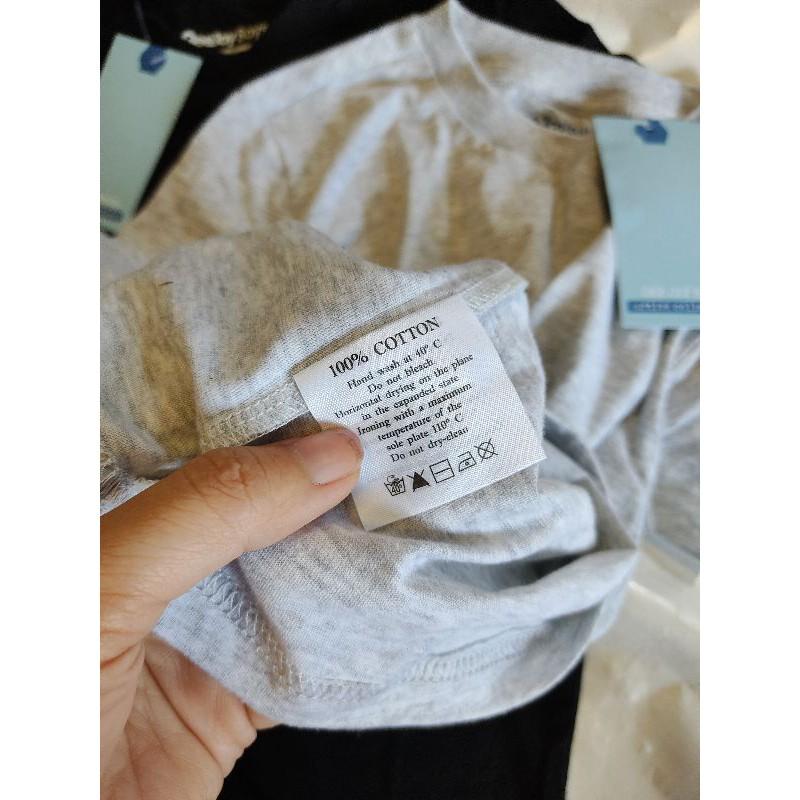 100% COTTON
Hand wash at 40° C
Do not bleach
Horizontal drying on the plane
in the expanded state
Ironing with a maximum
temperature of the
sole plate 110° C
Do not dry-clean
40°